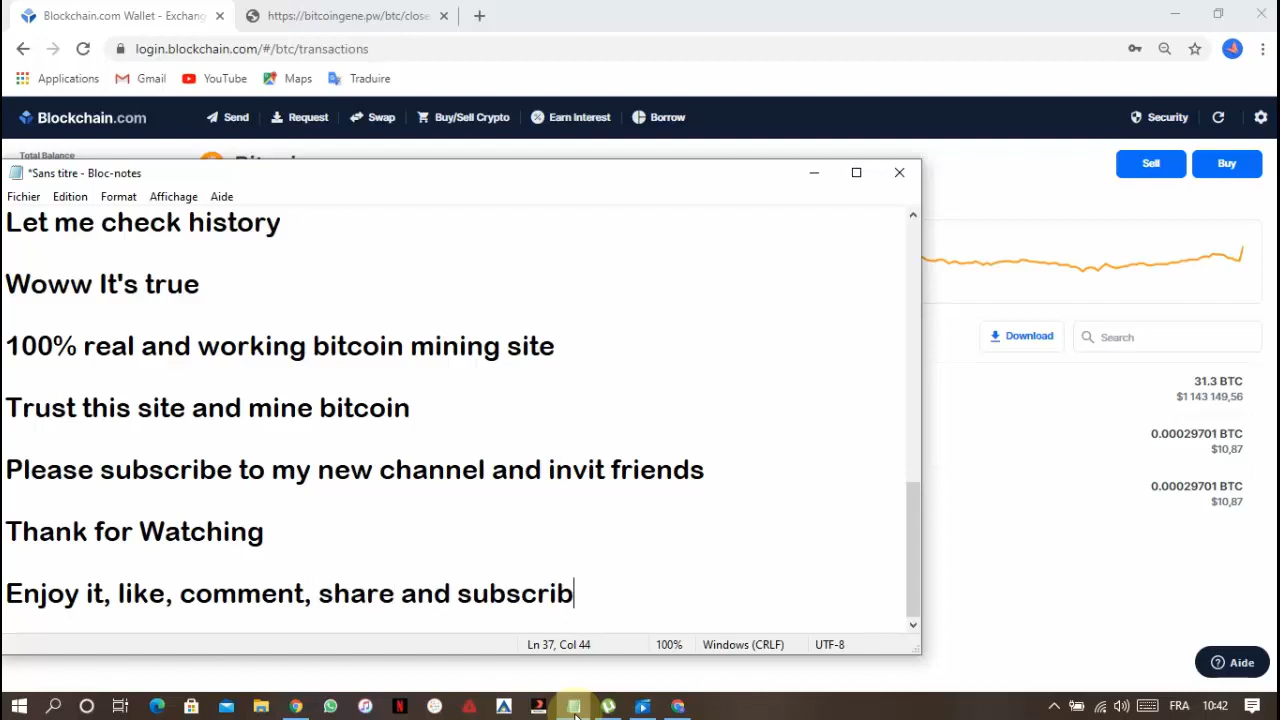 Blockchain.com Wallet - Exchang
https://bitcoingene.pw/btc/close
login.blockchain.com/#/btc/transactions
Applications Gmail YouTube Maps Traduire
Blockchain.com Send Request Swap Buy/Sell Crypto Earn Interest Borrow Security
Total Balance
Sell Buy
*Sans titre - Bloc-notes
Fichier Edition Format Affichage Aide
Let me check history
Woww It's true
100% real and working bitcoin mining site
Trust this site and mine bitcoin
Please subscribe to my new channel and invit friends
Thank for Watching
Enjoy it, like, comment, share and subscrib
Ln 37, Col 44 100% Windows (CRLF) UTF-8
Download Search
31.3 BTC
$1 143 149,56
0.00029701 BTC
$10,87
0.00029701 BTC
$10,87
Aide
FRA 10:42